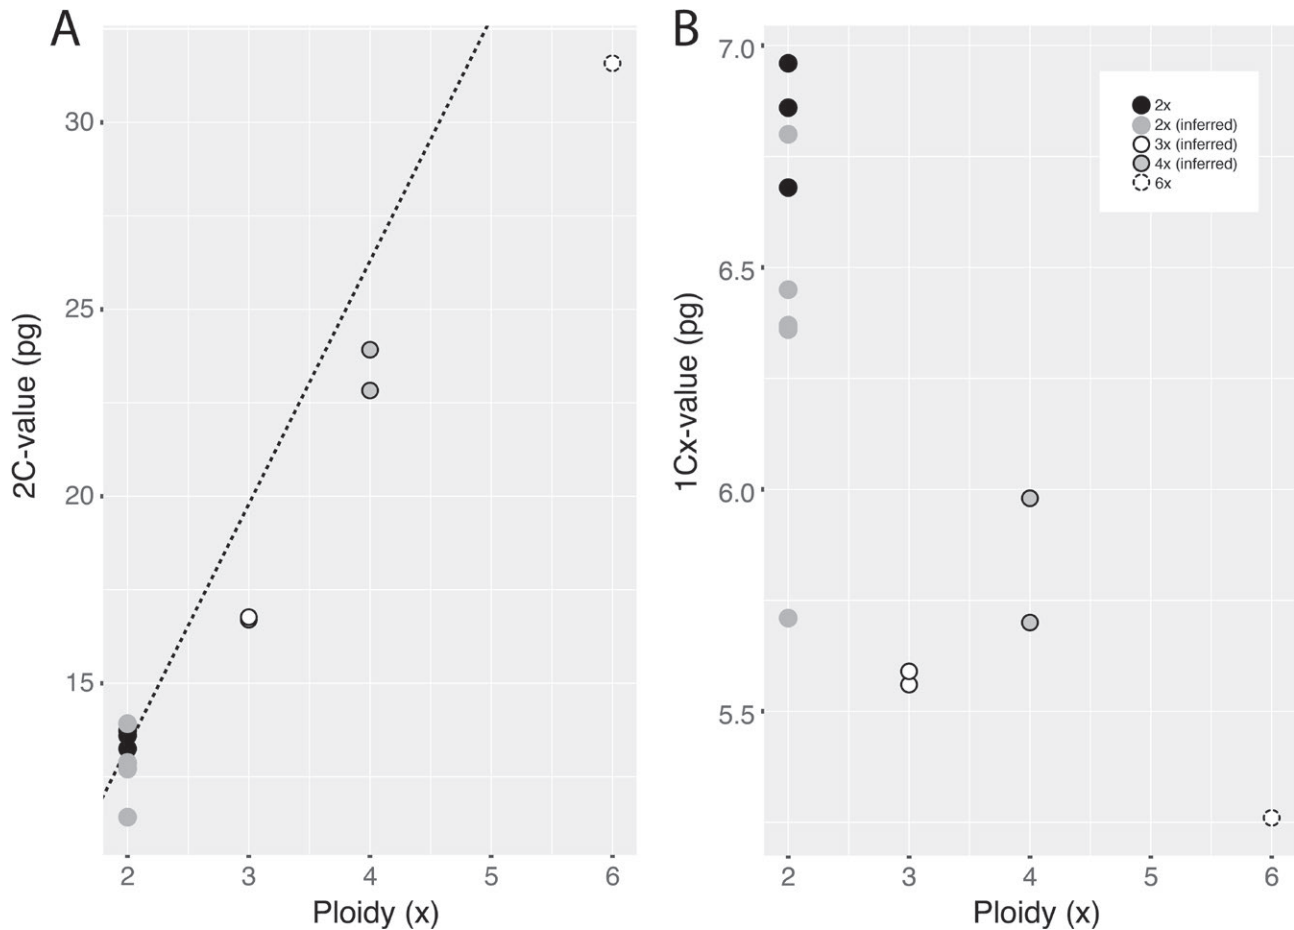 A
2C-value (pg)
30
25
20
15
2 3 4 5 6
Ploidy (x)
B
1Cx-value (pg)
7.0
6.5
6.0
5.5
2x
2x (inferred)
3x (inferred)
4x (inferred)
6x
2 3 4 5 6
Ploidy (x)